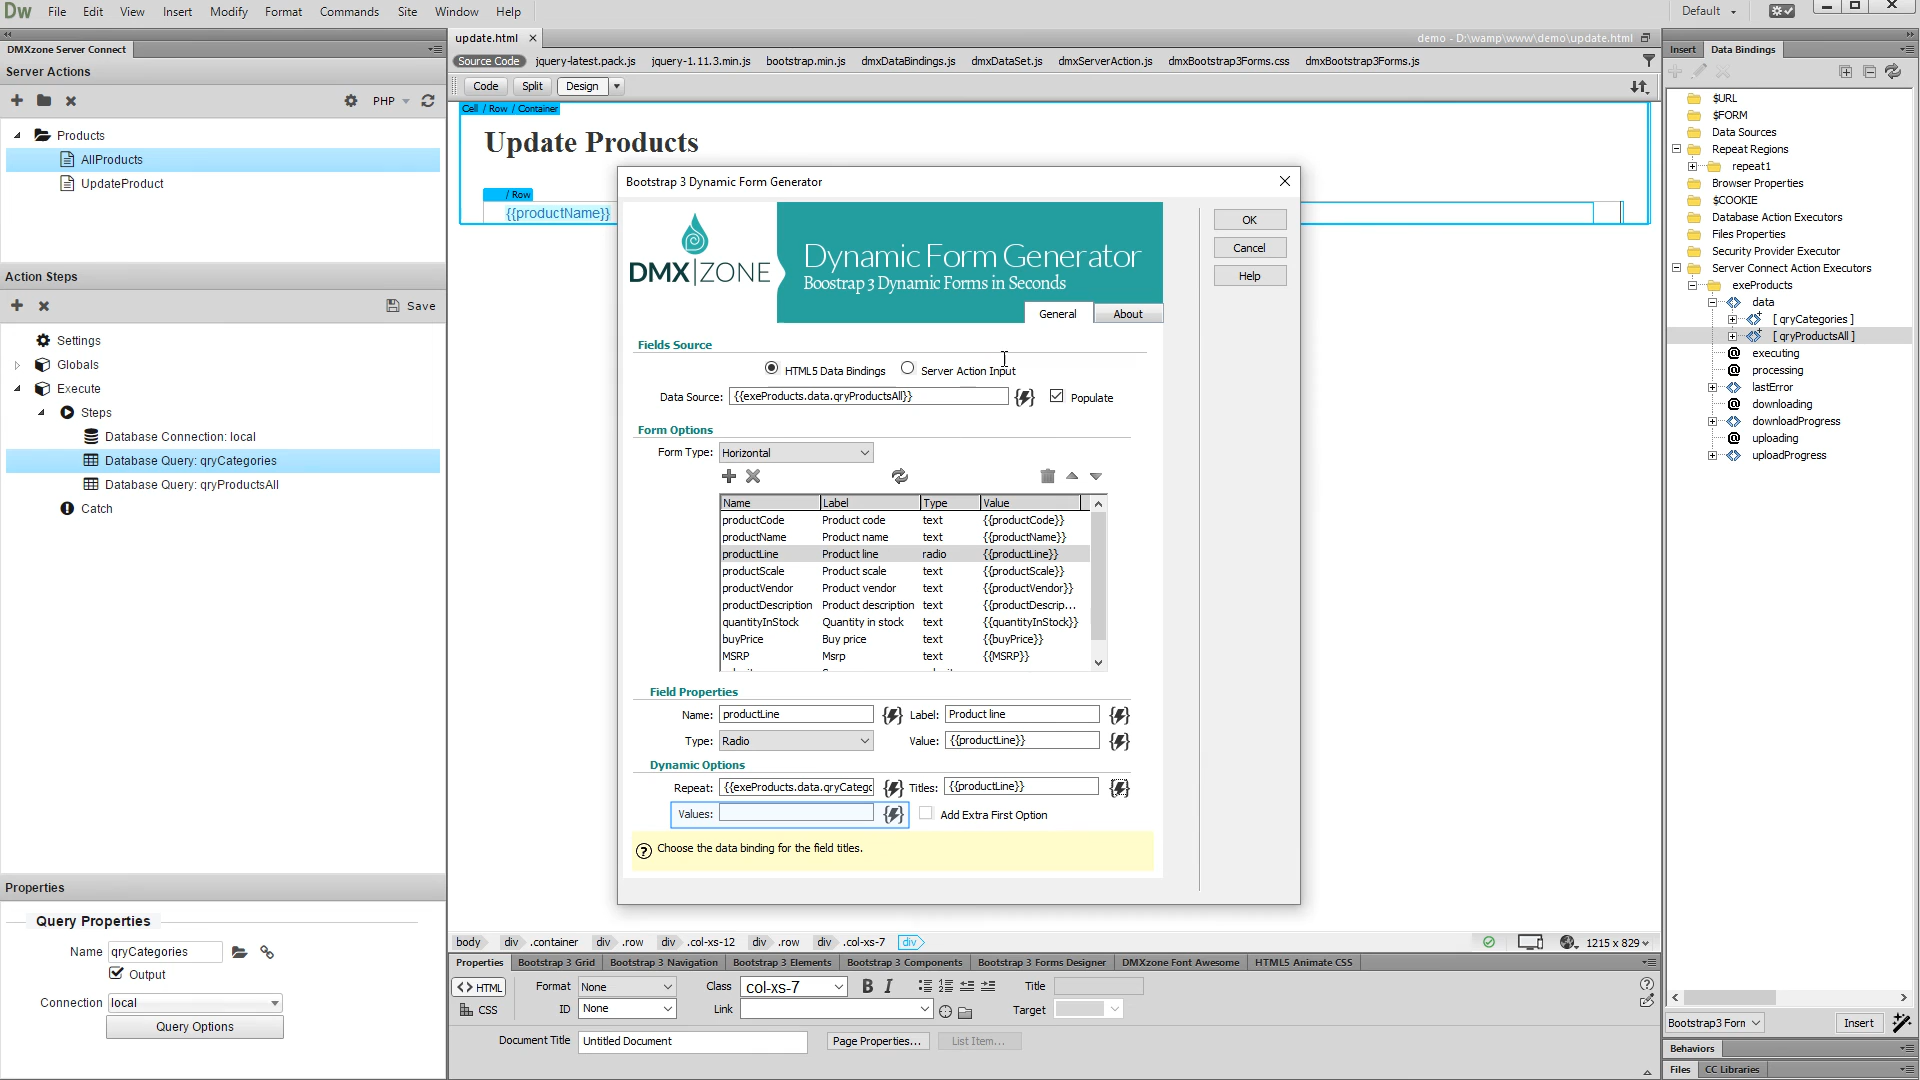 Dw File Edit View Insert Modify Format Commands Site Window Help Default
DMXzone Server Connect
Server Actions
PHP
Products
AllProducts
UpdateProduct
Action Steps
Save
Settings
Globals
Execute
Steps
Database Connection: local
Database Query: qryCategories
Database Query: qryProductsAll
Catch
Properties
Query Properties
Name qryCategories
Output
Connection local
Query Options
update.html demo - D:\wamp\www\demo\update.html
Source Code jquery-latest.pack.js jquery-1.11.3.min.js bootstrap.min.js dmxDataBindings.js dmxDataSet.js dmxServerAction.js dmxBootstrap3Forms.css dmxBootstrap3Forms.js
Code Split Design
Cell / Row / Container
Update Products
/ Row
{{productName}}
Bootstrap 3 Dynamic Form Generator
DMX|ZONE
Dynamic Form Generator
Boostrap 3 Dynamic Forms in Seconds
General About
OK
Cancel
Help
Fields Source
HTML5 Data Bindings Server Action Input
Data Source: {{exeProducts.data.qryProductsAll}} Populate
Form Options
Form Type: Horizontal
Name Label Type Value
productCode Product code text {{productCode}}
productName Product name text {{productName}}
productLine Product line radio {{productLine}}
productScale Product scale text {{productScale}}
productVendor Product vendor text {{productVendor}}
productDescription Product description text {{productDescrip...
quantityInStock Quantity in stock text {{quantityInStock}}
buyPrice Buy price text {{buyPrice}}
MSRP Msrp text {{MSRP}}
Field Properties
Name: productLine Label: Product line
Type: Radio Value: {{productLine}}
Dynamic Options
Repeat: {{exeProducts.data.qryCatego Titles: {{productLine}}
Values: Add Extra First Option
Choose the data binding for the field titles.
body div .container div .row div .col-xs-12 div .row div .col-xs-7 div 1215 x 829
Properties Bootstrap 3 Grid Bootstrap 3 Navigation Bootstrap 3 Elements Bootstrap 3 Components Bootstrap 3 Forms Designer DMXzone Font Awesome HTML5 Animate CSS
<> HTML Format None Class col-xs-7 B I Title
CSS ID None Link Target
Document Title Untitled Document Page Properties... List Item...
Insert Data Bindings
$URL
$FORM
Data Sources
Repeat Regions
repeat1
Browser Properties
$COOKIE
Database Action Executors
Files Properties
Security Provider Executor
Server Connect Action Executors
exeProducts
data
[ qryCategories ]
[ qryProductsAll ]
executing
processing
lastError
downloading
downloadProgress
uploading
uploadProgress
Bootstrap3 Forn Insert
Behaviors
Files CC Libraries